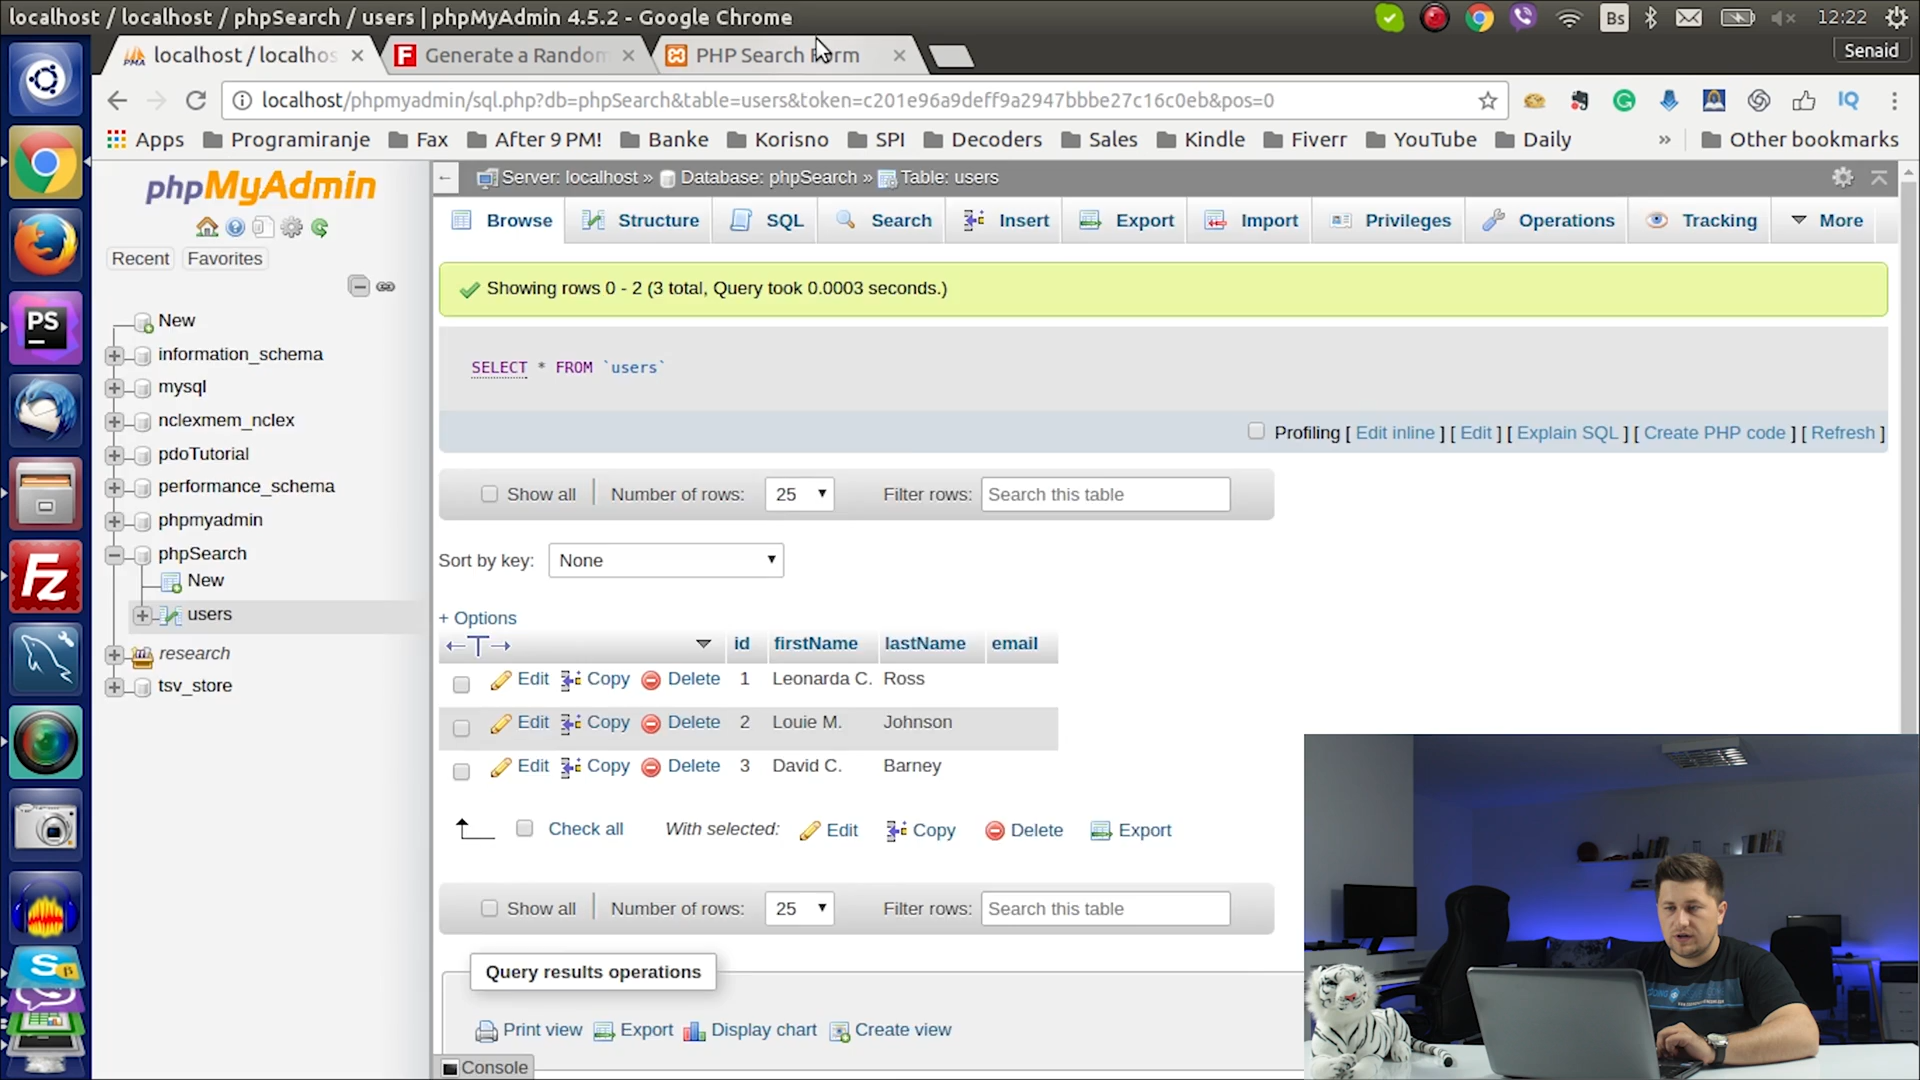 localhost / localhost / phpSearch / users | phpMyAdmin 4.5.2 - Google Chrome
Bs
12:22
localhost / localhos
Generate a Random
PHP Search Form
Senaid
localhost/phpmyadmin/sql.php?db=phpSearch&table=users&token=c201e96a9deff9a2947bbbe27c16c0eb&pos=0
IQ
Apps
Programiranje
Fax
After 9 PM!
Banke
Korisno
SPI
Decoders
Sales
Kindle
Fiverr
YouTube
Daily
»
Other bookmarks
phpMyAdmin
Recent
Favorites
New
information_schema
mysql
nclexmem_nclex
pdoTutorial
performance_schema
phpmyadmin
phpSearch
New
users
research
tsv_store
PS
Fz
S
Server: localhost » Database: phpSearch » Table: users
Browse
Structure
SQL
Search
Insert
Export
Import
Privileges
Operations
Tracking
More
Showing rows 0 - 2 (3 total, Query took 0.0003 seconds.)
SELECT * FROM `users`
Profiling [ Edit inline ] [ Edit ] [ Explain SQL ] [ Create PHP code ] [ Refresh ]
Show all
Number of rows: 25
Filter rows: Search this table
Sort by key: None
+ Options
id firstName lastName email
Edit Copy Delete 1 Leonarda C. Ross
Edit Copy Delete 2 Louie M. Johnson
Edit Copy Delete 3 David C. Barney
Check all With selected: Edit Copy Delete Export
Show all
Number of rows: 25
Filter rows: Search this table
Query results operations
Print view Export Display chart Create view
Console